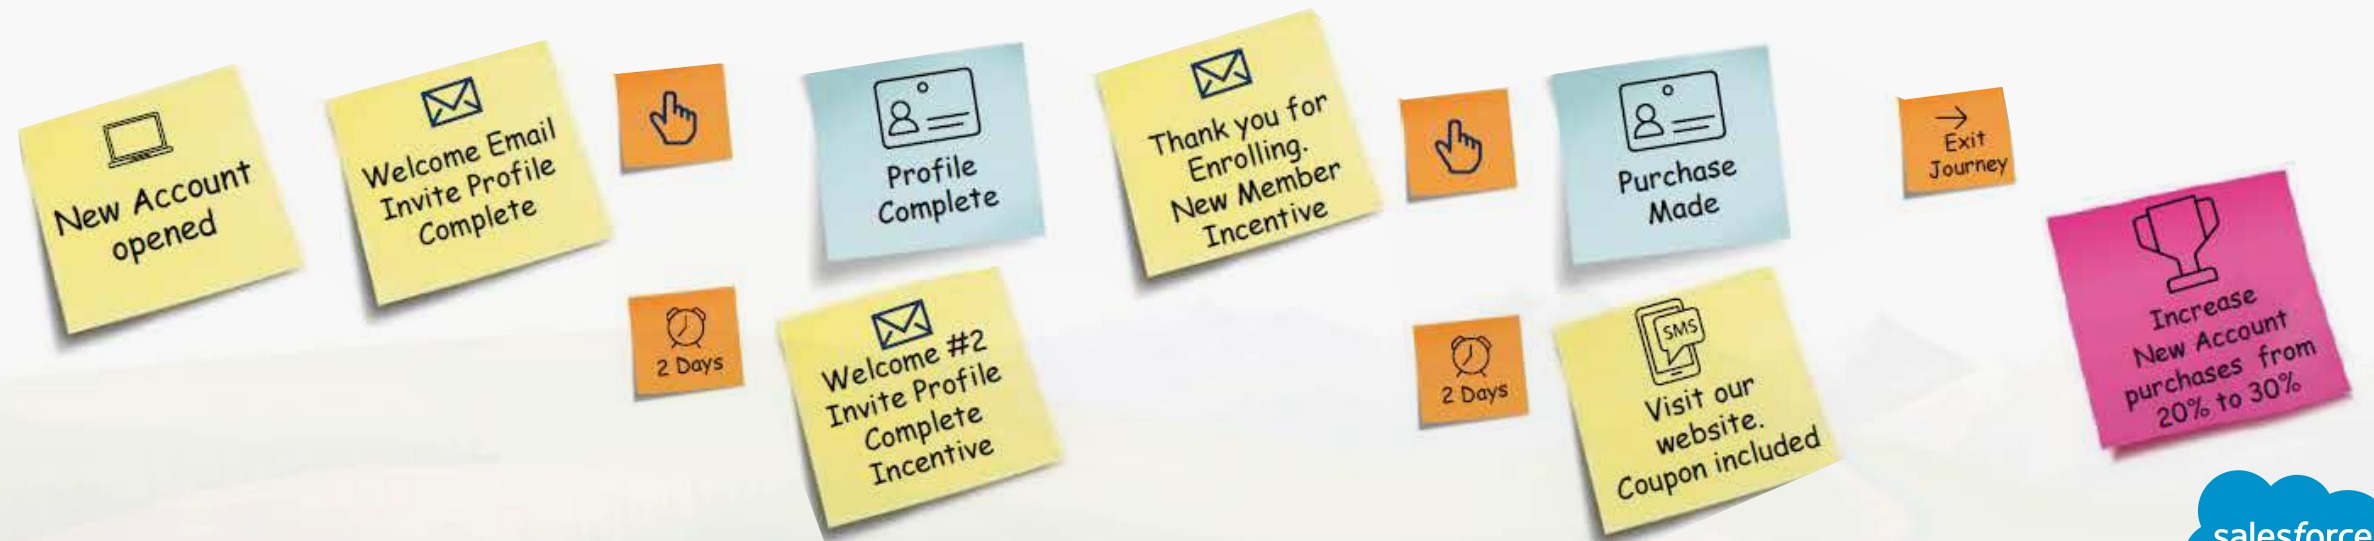 New Account
opened
Welcome Email
Invite Profile
Complete
Profile
Complete
Thank you for
Enrolling.
New Member
Incentive
Purchase
Made
Exit
Journey
2 Days
Welcome #2
Invite Profile
Complete
Incentive
2 Days
SMS
Visit our
website.
Coupon included
Increase
New Account
purchases from
20% to 30%
salesforce